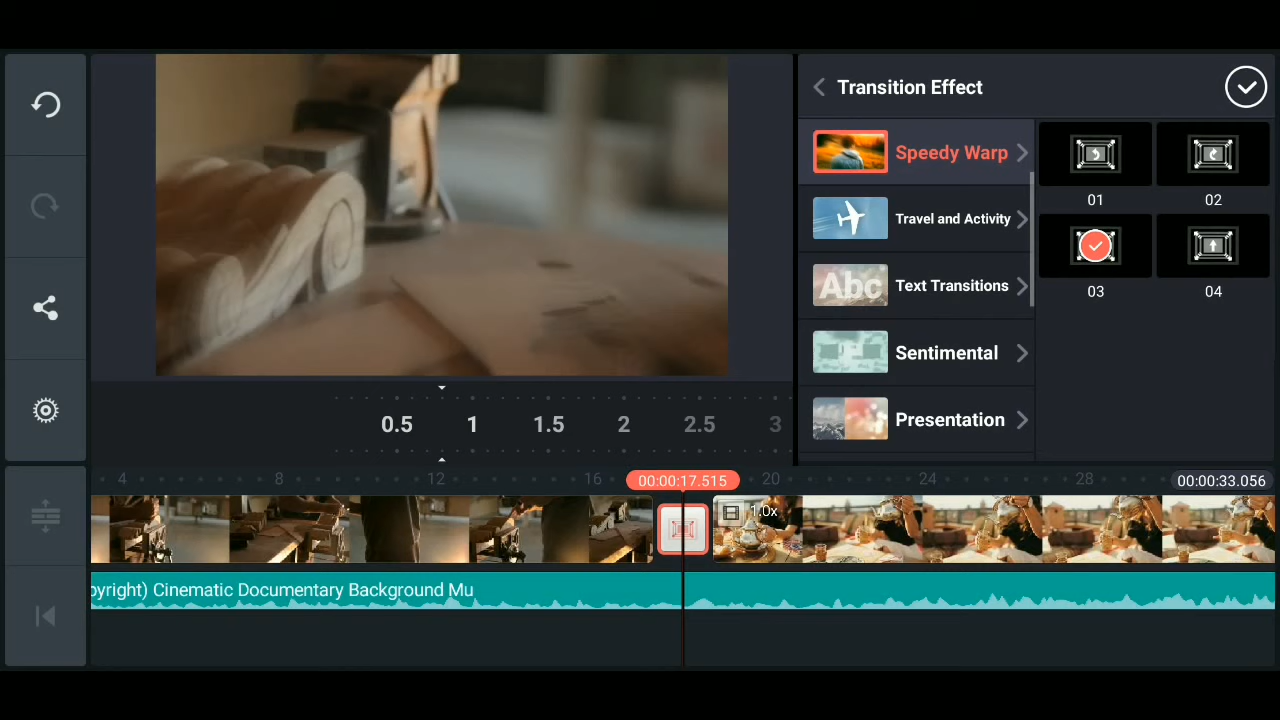 Transition Effect
Speedy Warp
Travel and Activity
Abc
Text Transitions
Sentimental
Presentation
01
02
03
04
0.5 1 1.5 2 2.5 3
4 8 12 16 20 24 28
00:00:17.515
00:00:33.056
1.0x
pyright) Cinematic Documentary Background Mu